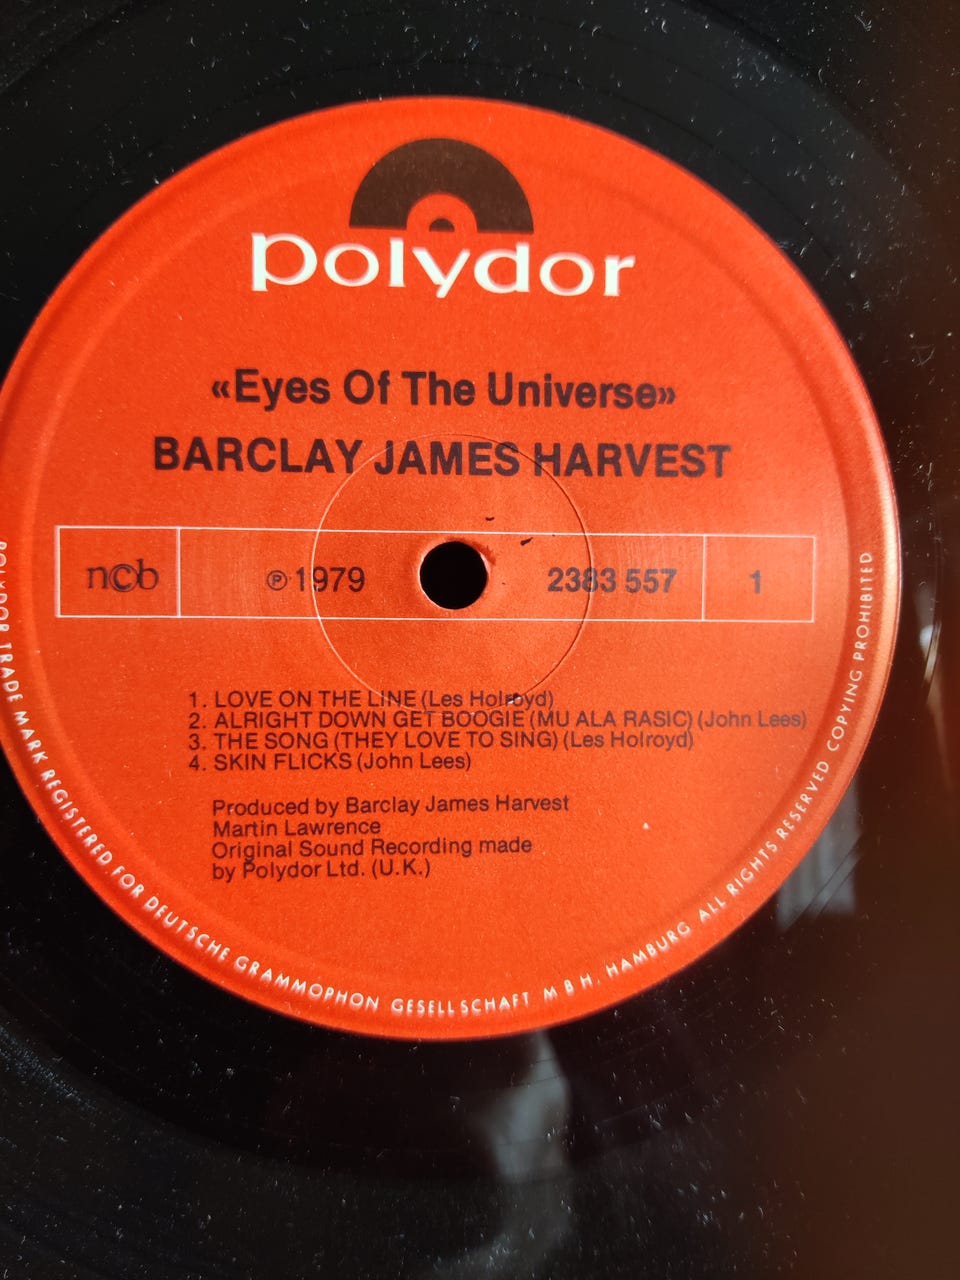 polydor
«Eyes Of The Universe»
BARCLAY JAMES HARVEST
n©b ℗ 1979 2383 557 1
1. LOVE ON THE LINE (Les Holroyd)
2. ALRIGHT DOWN GET BOOGIE (MU ALA RASIC) (John Lees)
3. THE SONG (THEY LOVE TO SING) (Les Holroyd)
4. SKIN FLICKS (John Lees)
Produced by Barclay James Harvest
Martin Lawrence
Original Sound Recording made
by Polydor Ltd. (U.K.)
POLYDOR TRADE MARK REGISTERED FOR DEUTSCHE GRAMMOPHON GESELLSCHAFT M B H, HAMBURG ALL RIGHTS RESERVED COPYING PROHIBITED